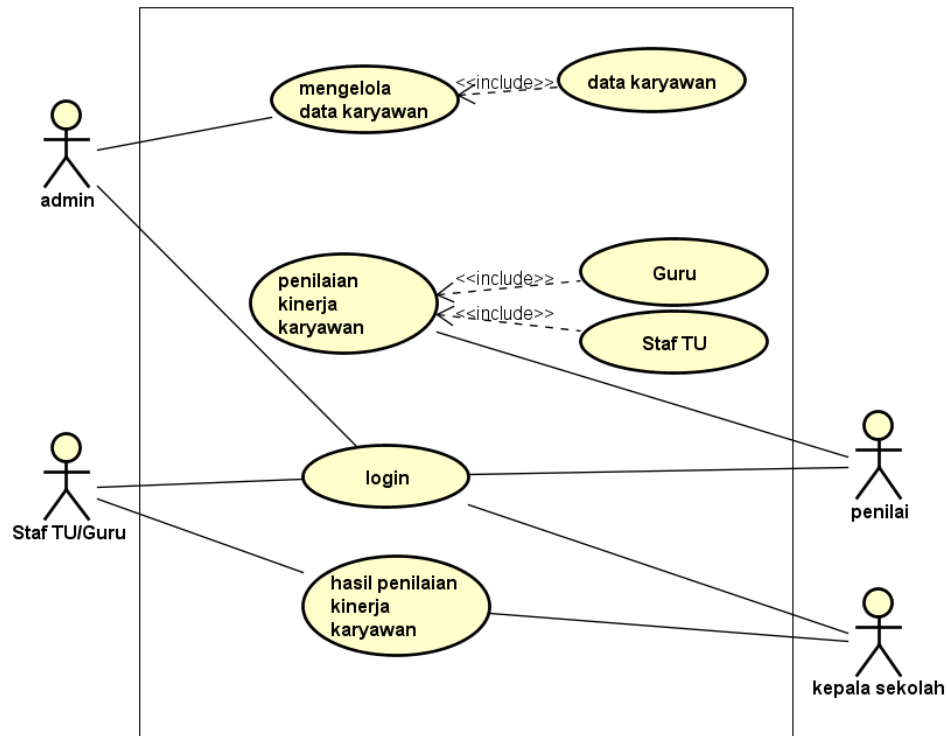 mengelola
data karyawan
<<include>>
data karyawan
admin
penilaian
kinerja
karyawan
<<include>>
Guru
<<include>>
Staf TU
login
Staf TU/Guru
penilai
hasil penilaian
kinerja
karyawan
kepala sekolah